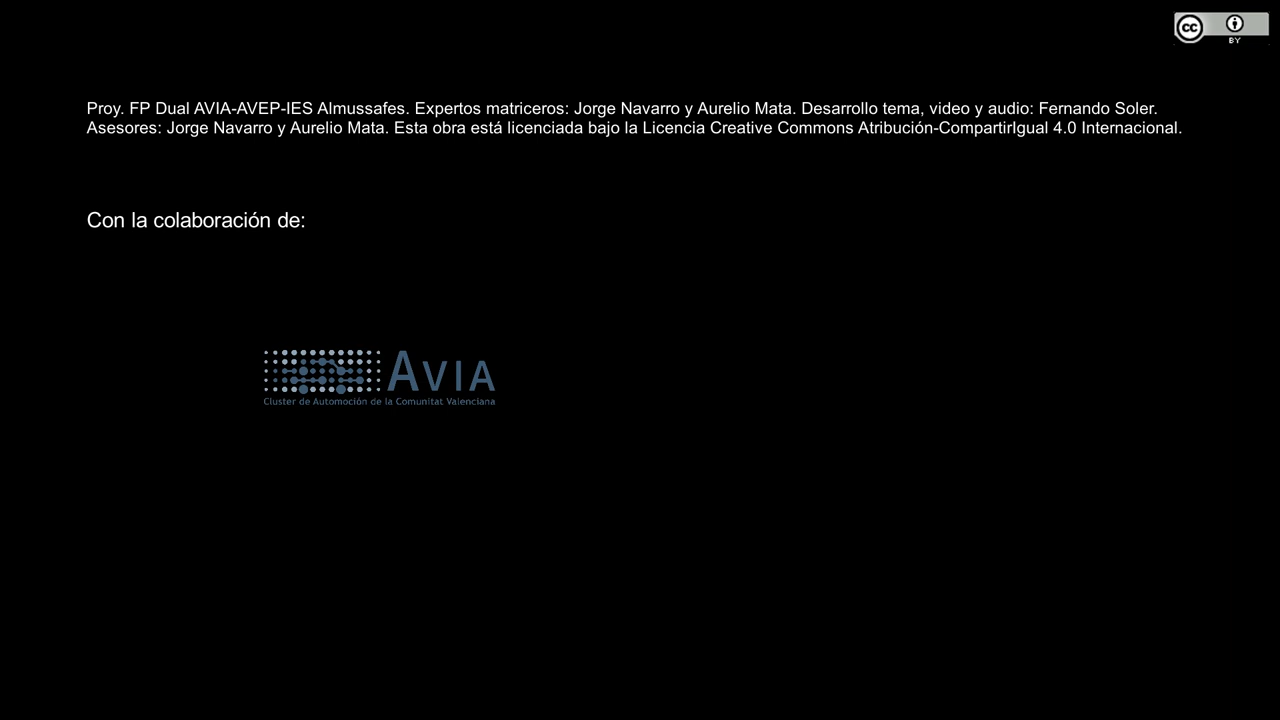 cc
BY
Proy. FP Dual AVIA-AVEP-IES Almussafes. Expertos matriceros: Jorge Navarro y Aurelio Mata. Desarrollo tema, video y audio: Fernando Soler.
Asesores: Jorge Navarro y Aurelio Mata. Esta obra está licenciada bajo la Licencia Creative Commons Atribución-CompartirIgual 4.0 Internacional.
Con la colaboración de:
AVIA
Cluster de Automoción de la Comunitat Valenciana